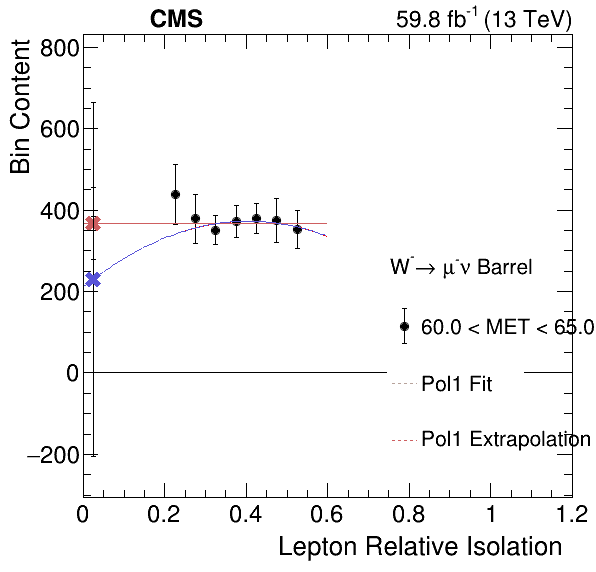 CMS 59.8 fb⁻¹ (13 TeV)
Bin Content
800
600
400
200
0
−200
W⁻→ μ⁻ν Barrel
60.0 < MET < 65.0
Pol1 Fit
Pol1 Extrapolation
0 0.2 0.4 0.6 0.8 1 1.2
Lepton Relative Isolation